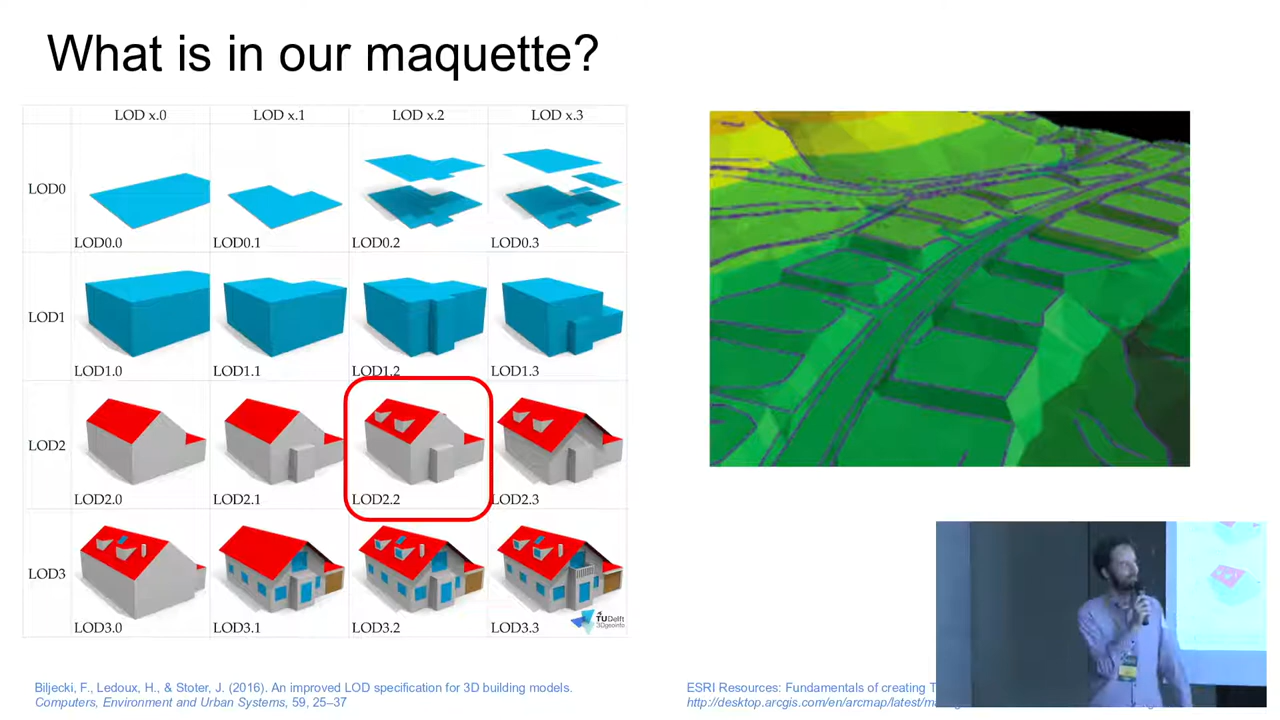 What is in our maquette?
LOD x.0 LOD x.1 LOD x.2 LOD x.3
LOD0
LOD0.0 LOD0.1 LOD0.2 LOD0.3
LOD1
LOD1.0 LOD1.1 LOD1.2 LOD1.3
LOD2
LOD2.0 LOD2.1 LOD2.2 LOD2.3
LOD3
LOD3.0 LOD3.1 LOD3.2 LOD3.3
TUDelft
3Dgeoinfo
Biljecki, F., Ledoux, H., & Stoter, J. (2016). An improved LOD specification for 3D building models.
Computers, Environment and Urban Systems, 59, 25–37
ESRI Resources: Fundamentals of creating
http://desktop.arcgis.com/en/arcmap/latest/